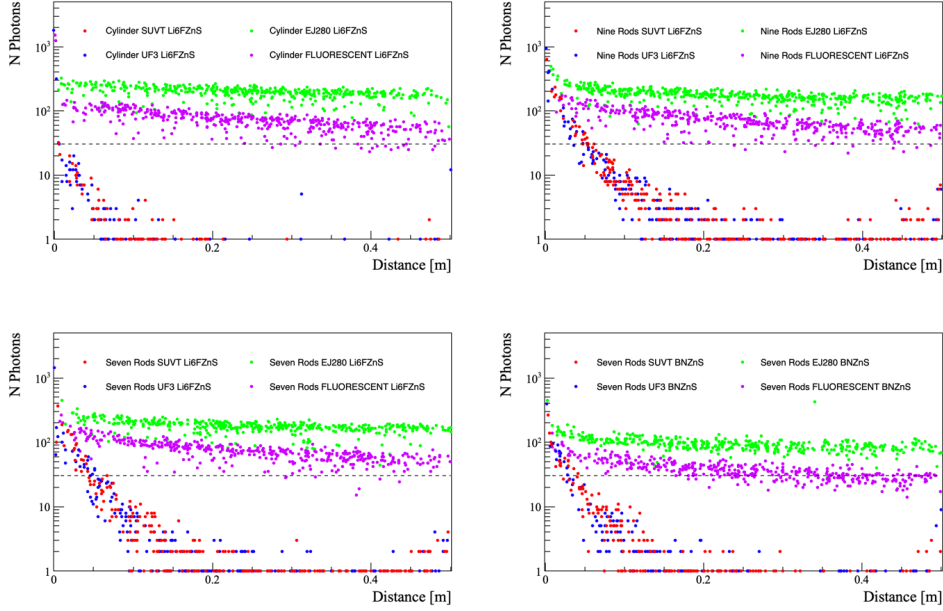 N Photons
10³
10²
10
1
Cylinder SUVT Li6FZnS
Cylinder EJ280 Li6FZnS
Cylinder UF3 Li6FZnS
Cylinder FLUORESCENT Li6FZnS
0
0.2
0.4
Distance [m]
N Photons
10³
10²
10
1
Nine Rods SUVT Li6FZnS
Nine Rods EJ280 Li6FZnS
Nine Rods UF3 Li6FZnS
Nine Rods FLUORESCENT Li6FZnS
0
0.2
0.4
Distance [m]
N Photons
10³
10²
10
1
Seven Rods SUVT Li6FZnS
Seven Rods EJ280 Li6FZnS
Seven Rods UF3 Li6FZnS
Seven Rods FLUORESCENT Li6FZnS
0
0.2
0.4
Distance [m]
N Photons
10³
10²
10
1
Seven Rods SUVT BNZnS
Seven Rods EJ280 BNZnS
Seven Rods UF3 BNZnS
Seven Rods FLUORESCENT BNZnS
0
0.2
0.4
Distance [m]